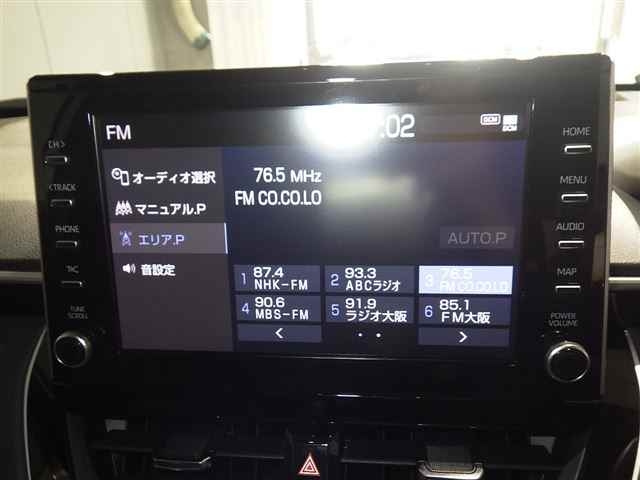 FM
:02
DCM
DCM
CH>
<TRACK
PHONE
TUNE
SCROLL
HOME
MENU
AUDIO
MAP
POWER
VOLUME
オーディオ選択
マニュアル.P
エリア.P
音設定
76.5 MHz
FM CO.CO.LO
AUTO.P
1 87.4
NHK-FM
2 93.3
ABCラジオ
3 76.5
FM CO.CO.LO
4 90.6
MBS-FM
5 91.9
ラジオ大阪
6 85.1
FM大阪
<
>